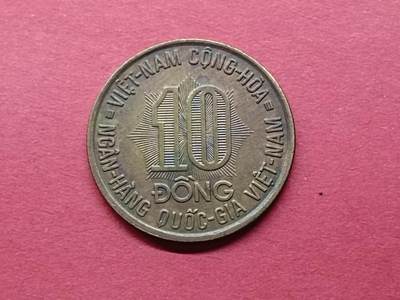 VIỆT-NAM CỘNG-HÒA
10
ĐỒNG
NGÂN-HÀNG QUỐC-GIA VIỆT-NAM